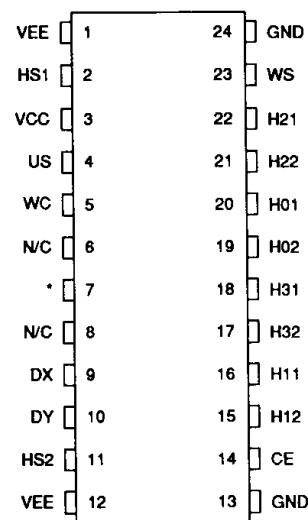 VEE 1 24 GND
HS1 2 23 WS
VCC 3 22 H21
US 4 21 H22
WC 5 20 H01
N/C 6 19 H02
* 7 18 H31
N/C 8 17 H32
DX 9 16 H11
DY 10 15 H12
HS2 11 14 CE
VEE 12 13 GND